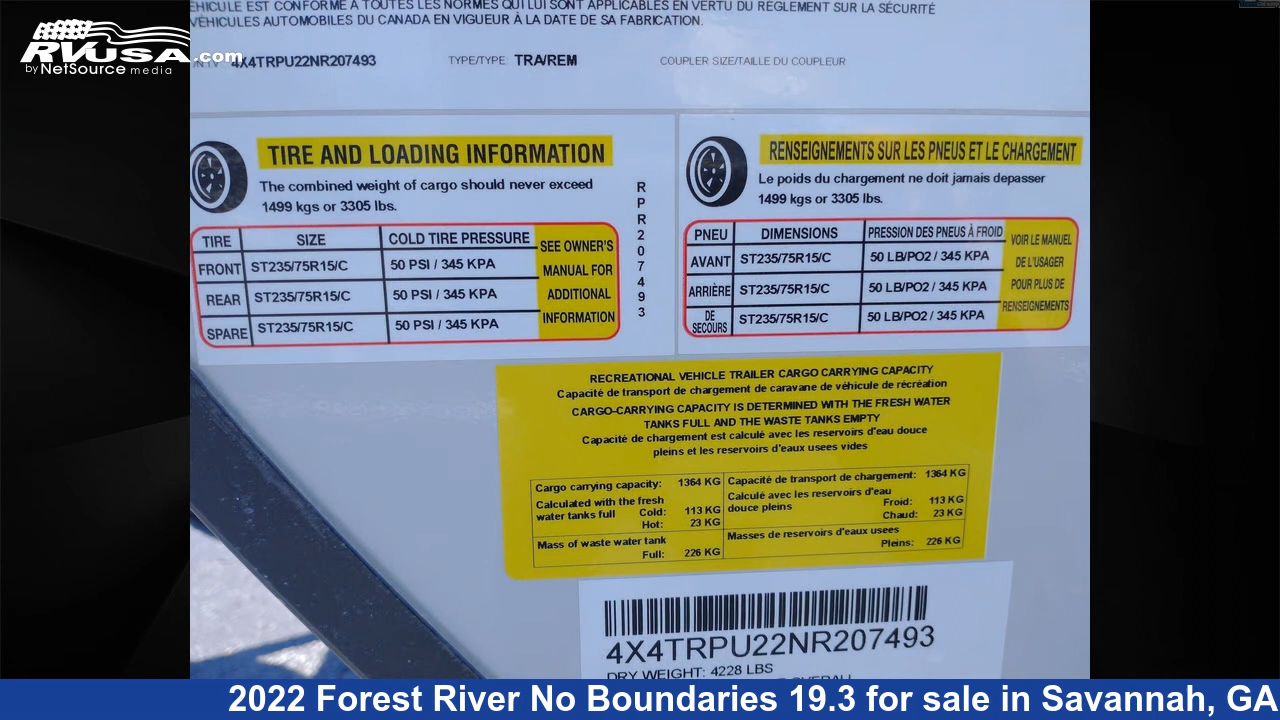 ÉHICULE EST CONFORME À TOUTES LES NORMES QUI LUI SONT APPLICABLES EN VERTU DU RÈGLEMENT SUR LA SÉCURITÉ
VÉHICULES AUTOMOBILES DU CANADA EN VIGUEUR À LA DATE DE SA FABRICATION.
RVUSA.com
by NetSource media
4X4TRPU22NR207493 TYPE/TYPE: TRA/REM COUPLER SIZE/TAILLE DU COUPLEUR
TIRE AND LOADING INFORMATION
The combined weight of cargo should never exceed
1499 kgs or 3305 lbs.
TIRE SIZE COLD TIRE PRESSURE
FRONT ST235/75R15/C 50 PSI / 345 KPA
REAR ST235/75R15/C 50 PSI / 345 KPA
SPARE ST235/75R15/C 50 PSI / 345 KPA
SEE OWNER'S
MANUAL FOR
ADDITIONAL
INFORMATION
RPR207493
RENSEIGNEMENTS SUR LES PNEUS ET LE CHARGEMENT
Le poids du chargement ne doit jamais depasser
1499 kgs or 3305 lbs.
PNEU DIMENSIONS PRESSION DES PNEUS À FROID
AVANT ST235/75R15/C 50 LB/PO2 / 345 KPA
ARRIÈRE ST235/75R15/C 50 LB/PO2 / 345 KPA
DE SECOURS ST235/75R15/C 50 LB/PO2 / 345 KPA
VOIR LE MANUEL
DE L'USAGER
POUR PLUS DE
RENSEIGNEMENTS
RECREATIONAL VEHICLE TRAILER CARGO CARRYING CAPACITY
Capacité de transport de chargement de caravane de véhicule de récréation
CARGO-CARRYING CAPACITY IS DETERMINED WITH THE FRESH WATER
TANKS FULL AND THE WASTE TANKS EMPTY
Capacité de chargement est calculé avec les reservoirs d'eau douce
pleins et les reservoirs d'eaux usees vides
Cargo carrying capacity: 1364 KG
Calculated with the fresh
water tanks full Cold: 113 KG
Hot: 23 KG
Mass of waste water tank
Full: 226 KG
Capacité de transport de chargement: 1364 KG
Calculé avec les reservoirs d'eau
douce pleins Froid: 113 KG
Chaud: 23 KG
Masses de reservoirs d'eaux usees
Pleins: 226 KG
4X4TRPU22NR207493
DRY WEIGHT: 4228 LBS
2022 Forest River No Boundaries 19.3 for sale in Savannah, GA